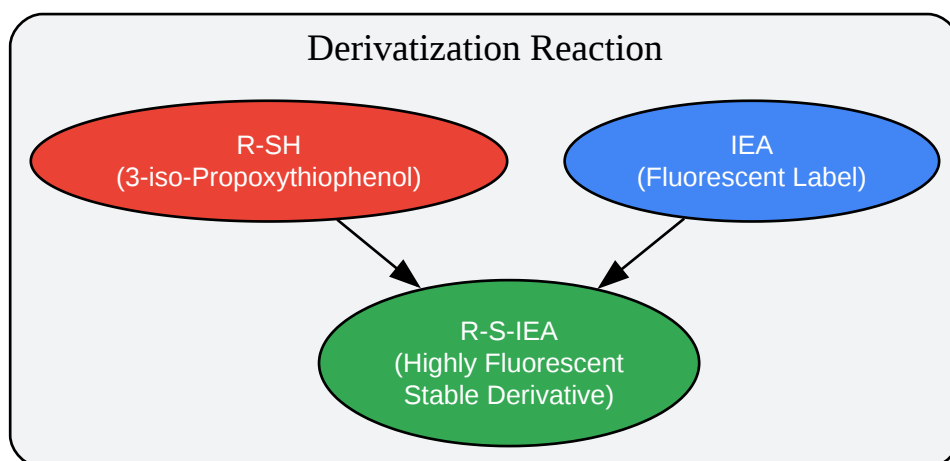 Derivatization Reaction
R-SH
(3-iso-Propoxythiophenol)
IEA
(Fluorescent Label)
R-S-IEA
(Highly Fluorescent
Stable Derivative)